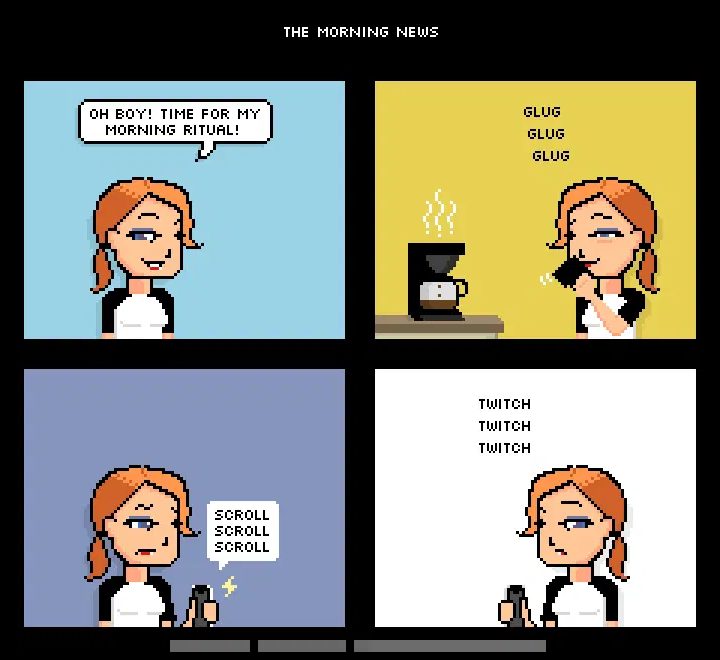 THE MORNING NEWS
OH BOY! TIME FOR MY
MORNING RITUAL!
GLUG
GLUG
GLUG
SCROLL
SCROLL
SCROLL
TWITCH
TWITCH
TWITCH